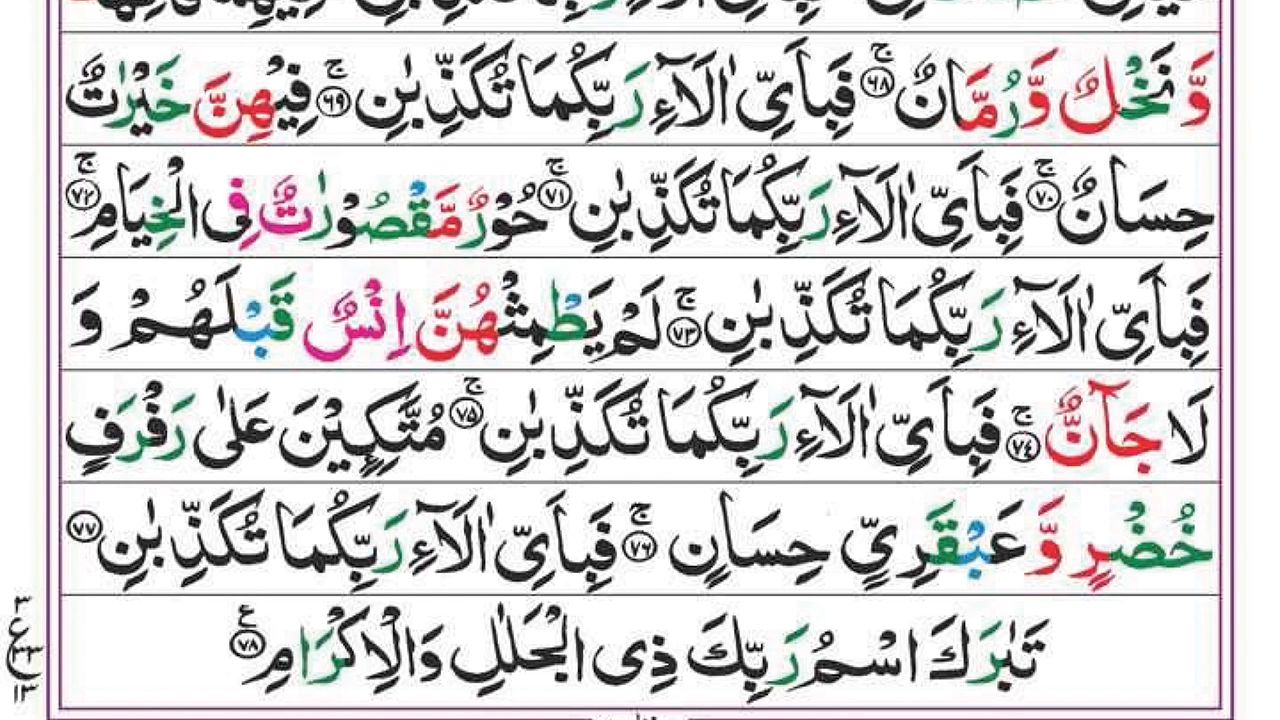 وَّ نَخْلٌ وَّرُمَّانٌ ۚ﴿۶۸﴾ فَبِاَيِّ اٰلَآءِ رَبِّكُمَا تُكَذِّبٰنِ ۚ﴿۶۹﴾ فِيْهِنَّ خَيْرٰتٌ
حِسَانٌ ۚ﴿۷۰﴾ فَبِاَيِّ اٰلَآءِ رَبِّكُمَا تُكَذِّبٰنِ ۚ﴿۷۱﴾ حُوْرٌ مَّقْصُوْرٰتٌ فِى الْخِيَامِ ۚ﴿۷۲﴾
فَبِاَيِّ اٰلَآءِ رَبِّكُمَا تُكَذِّبٰنِ ۚ﴿۷۳﴾ لَمْ يَطْمِثْهُنَّ اِنْسٌ قَبْلَهُمْ وَ
لَا جَآنٌّ ۚ﴿۷۴﴾ فَبِاَيِّ اٰلَآءِ رَبِّكُمَا تُكَذِّبٰنِ ۚ﴿۷۵﴾ مُتَّكِـِٕيْنَ عَلٰى رَفْرَفٍ
خُضْرٍ وَّ عَبْقَرِيٍّ حِسَانٍ ۚ﴿۷۶﴾ فَبِاَيِّ اٰلَآءِ رَبِّكُمَا تُكَذِّبٰنِ ﴿۷۷﴾
تَبٰرَكَ اسْمُ رَبِّكَ ذِى الْجَلٰلِ وَالْاِكْرَامِ ﴿۷۸﴾ ع